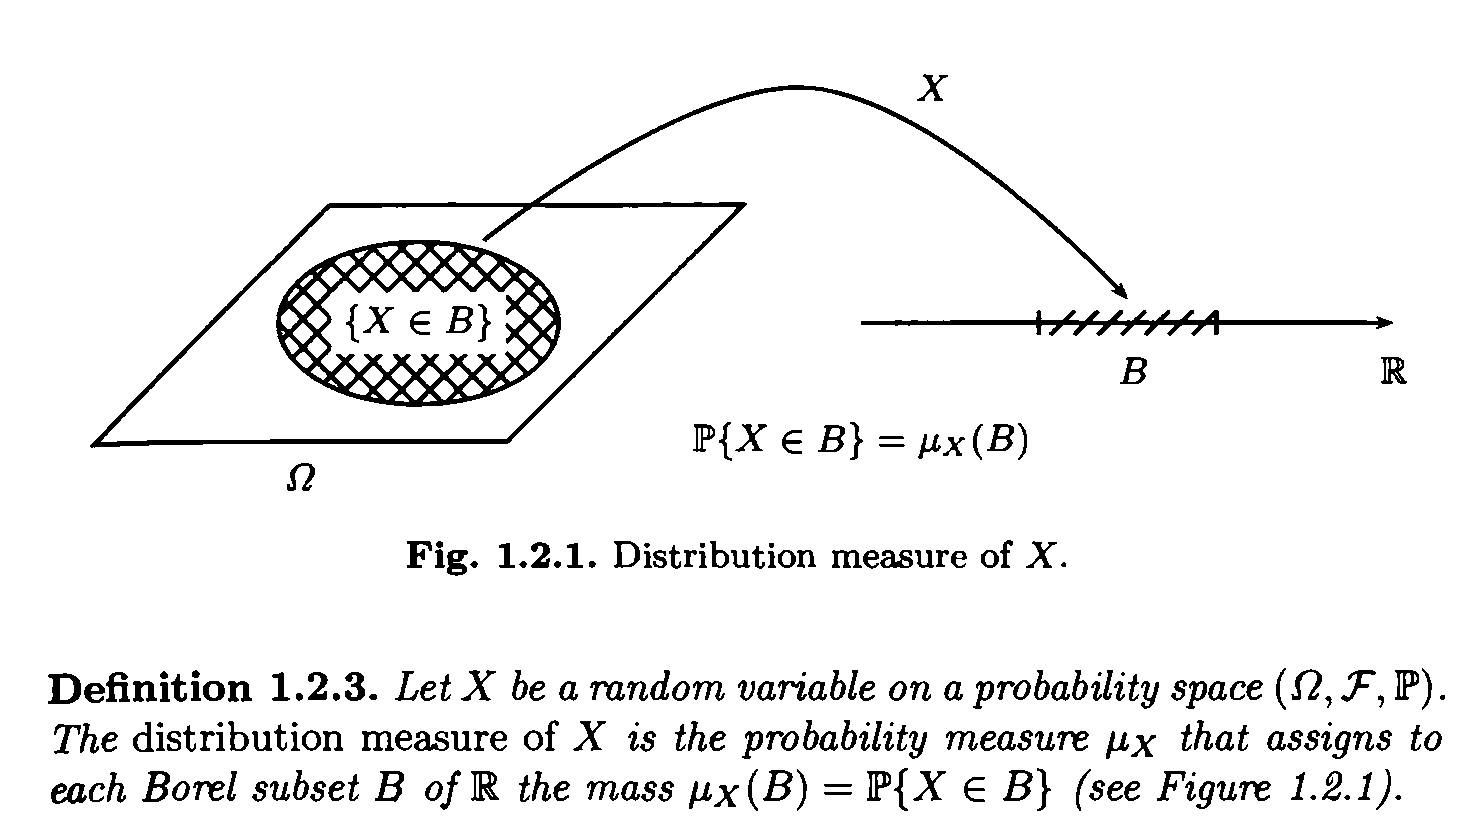 X
{X ∈ B}
B
ℝ
ℙ{X ∈ B} = μ_X(B)
Ω
Fig. 1.2.1. Distribution measure of X.
Definition 1.2.3. Let X be a random variable on a probability space (Ω, ℱ, ℙ).
The distribution measure of X is the probability measure μ_X that assigns to
each Borel subset B of ℝ the mass μ_X(B) = ℙ{X ∈ B} (see Figure 1.2.1).